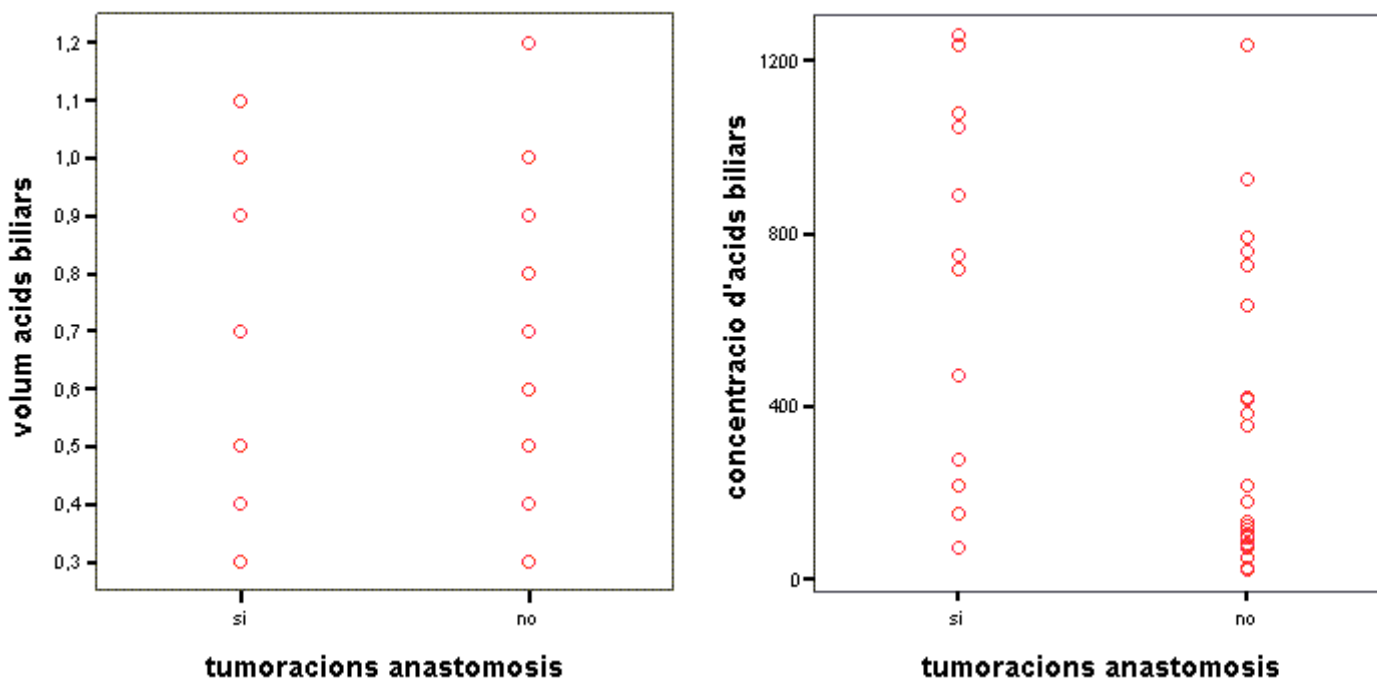 volum acids biliars
1,2
1,1
1,0
0,9
0,8
0,7
0,6
0,5
0,4
0,3
si
no
tumoracions anastomosis
concentracio d'acids biliars
1200
800
400
0
si
no
tumoracions anastomosis